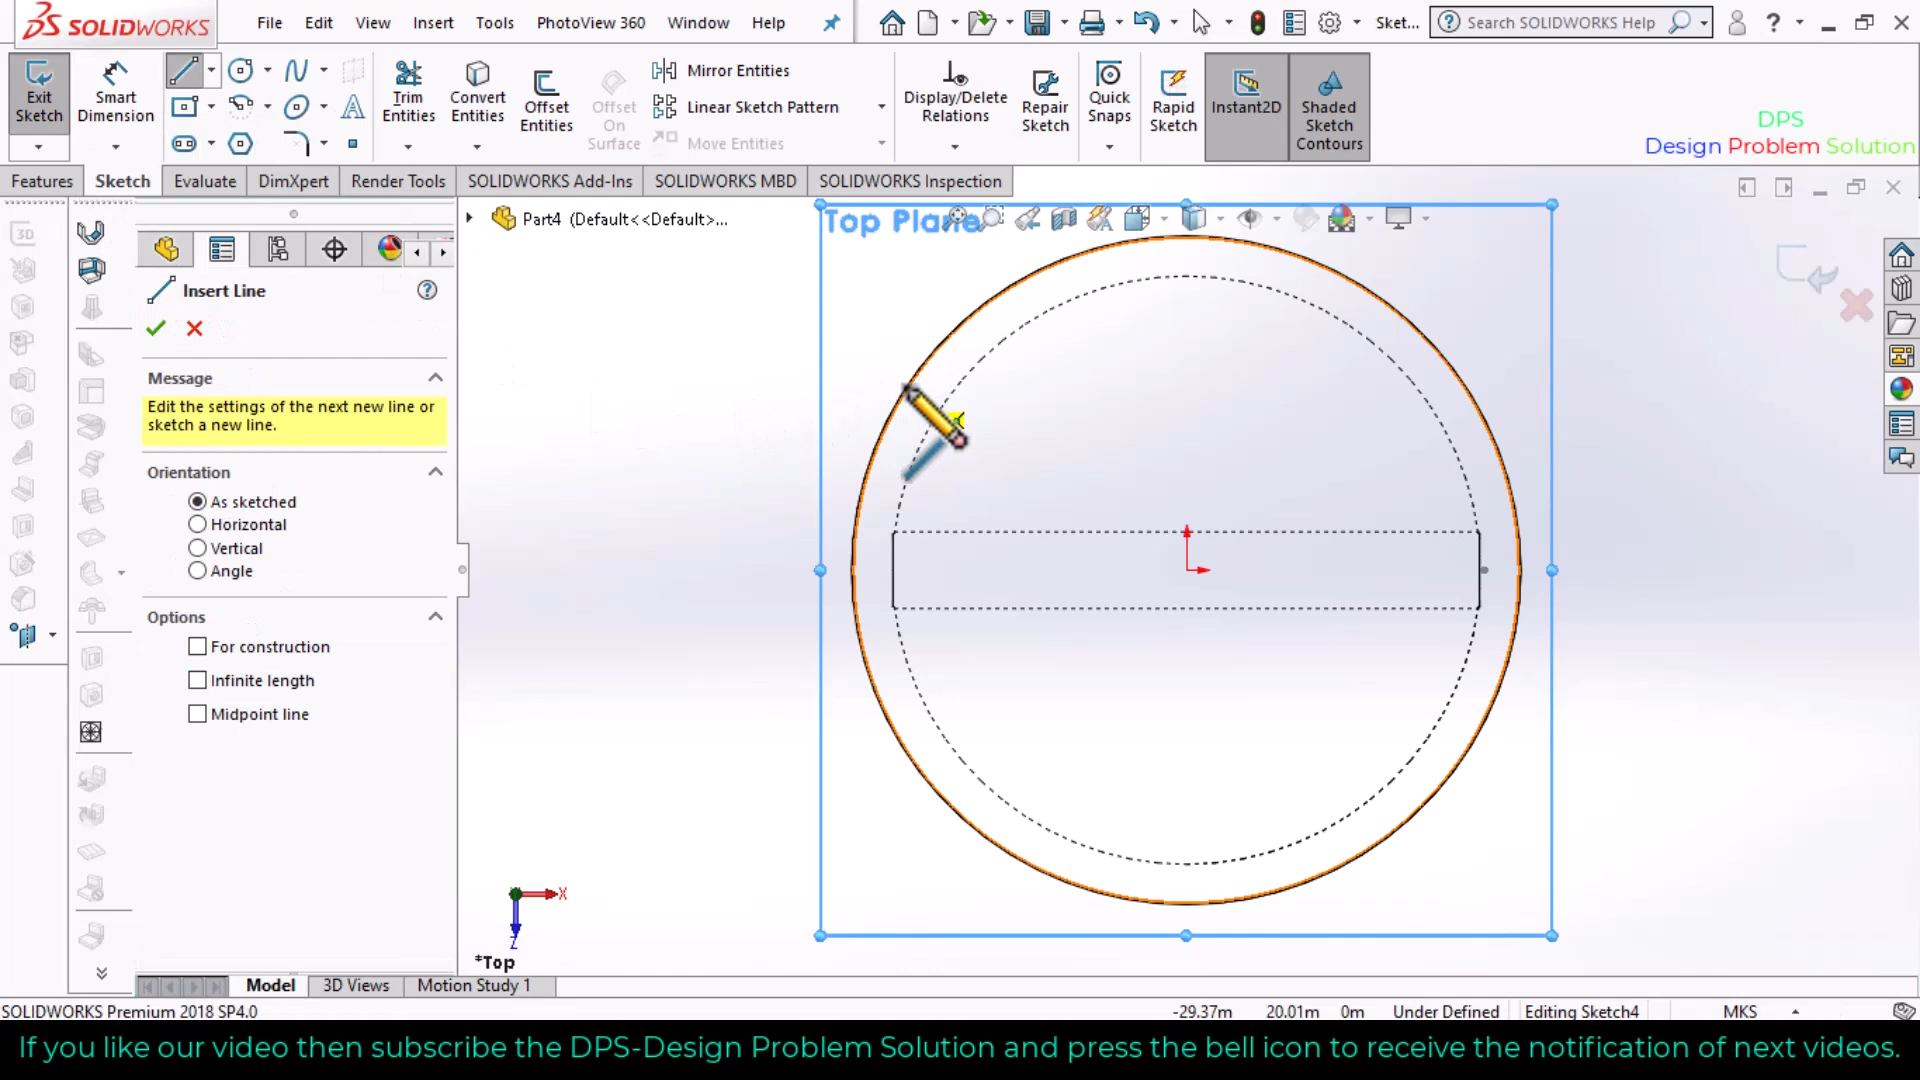 SOLIDWORKS
File Edit View Insert Tools PhotoView 360 Window Help
Sket...
Search SOLIDWORKS Help
Exit Sketch
Smart Dimension
Trim Entities
Convert Entities
Offset Entities
Offset On Surface
Mirror Entities
Linear Sketch Pattern
Move Entities
Display/Delete Relations
Repair Sketch
Quick Snaps
Rapid Sketch
Instant2D
Shaded Sketch Contours
DPS
Design Problem Solution
Features Sketch Evaluate DimXpert Render Tools SOLIDWORKS Add-Ins SOLIDWORKS MBD SOLIDWORKS Inspection
3D
Part4 (Default<<Default>...
Top Plane
Insert Line
Message
Edit the settings of the next new line or
sketch a new line.
Orientation
As sketched
Horizontal
Vertical
Angle
Options
For construction
Infinite length
Midpoint line
X
Z
*Top
Model 3D Views Motion Study 1
SOLIDWORKS Premium 2018 SP4.0
-29.37m 20.01m 0m Under Defined Editing Sketch4 MKS
If you like our video then subscribe the DPS-Design Problem Solution and press the bell icon to receive the notification of next videos.